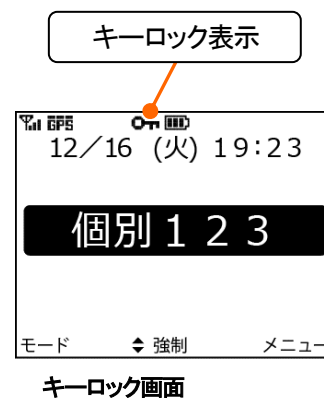 キーロック表示
GPS
12／16 (火) 19:23
個別１２３
モード 強制 メニュー
キーロック画面